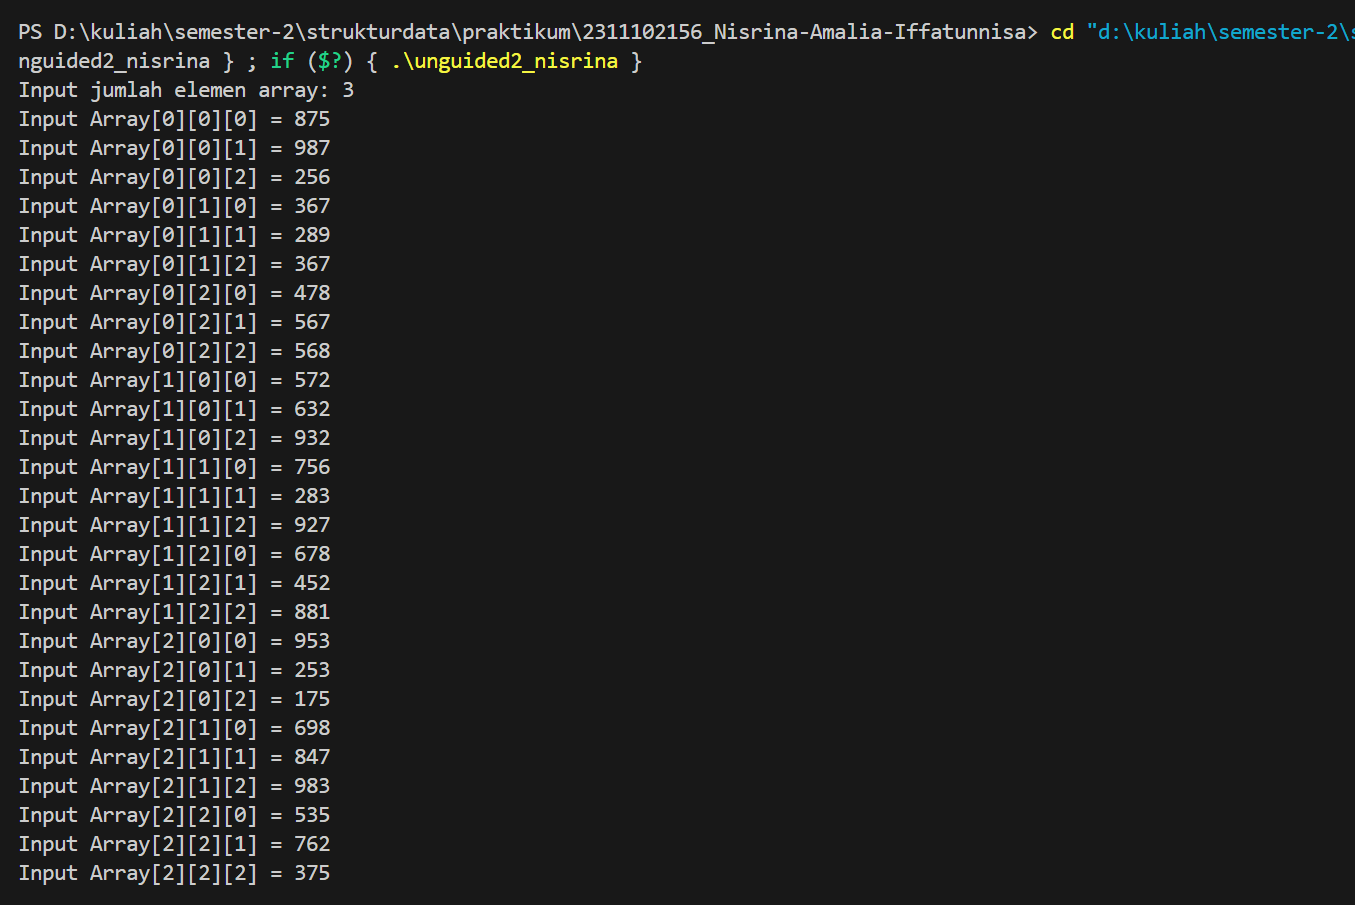 PS D:\kuliah\semester-2\strukturdata\praktikum\2311102156_Nisrina-Amalia-Iffatunnisa> cd "d:\kuliah\semester-2\
nguided2_nisrina } ; if ($?) { .\unguided2_nisrina }
Input jumlah elemen array: 3
Input Array[0][0][0] = 875
Input Array[0][0][1] = 987
Input Array[0][0][2] = 256
Input Array[0][1][0] = 367
Input Array[0][1][1] = 289
Input Array[0][1][2] = 367
Input Array[0][2][0] = 478
Input Array[0][2][1] = 567
Input Array[0][2][2] = 568
Input Array[1][0][0] = 572
Input Array[1][0][1] = 632
Input Array[1][0][2] = 932
Input Array[1][1][0] = 756
Input Array[1][1][1] = 283
Input Array[1][1][2] = 927
Input Array[1][2][0] = 678
Input Array[1][2][1] = 452
Input Array[1][2][2] = 881
Input Array[2][0][0] = 953
Input Array[2][0][1] = 253
Input Array[2][0][2] = 175
Input Array[2][1][0] = 698
Input Array[2][1][1] = 847
Input Array[2][1][2] = 983
Input Array[2][2][0] = 535
Input Array[2][2][1] = 762
Input Array[2][2][2] = 375